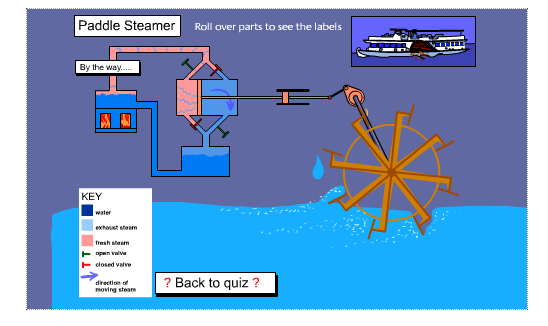 Paddle Steamer
Roll over parts to see the labels
By the way.....
KEY
water
exhaust steam
fresh steam
open valve
closed valve
direction of
moving steam
? Back to quiz ?